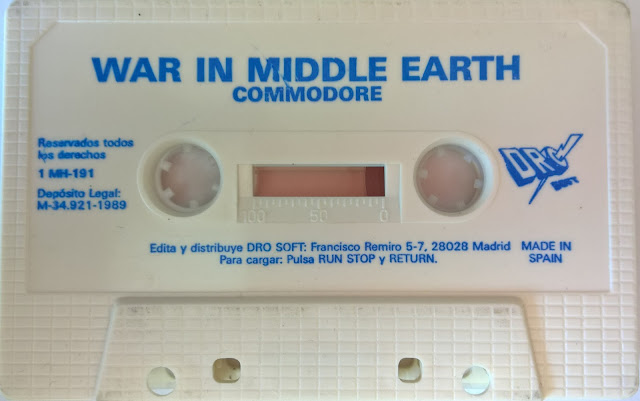 WAR IN MIDDLE EARTH
COMMODORE
Reservados todos
los derechos
1 MH-191
Depósito Legal:
M-34.921-1989
DRO
SOFT
100 50 0
Edita y distribuye DRO SOFT: Francisco Remiro 5-7, 28028 Madrid
Para cargar: Pulsa RUN STOP y RETURN.
MADE IN
SPAIN